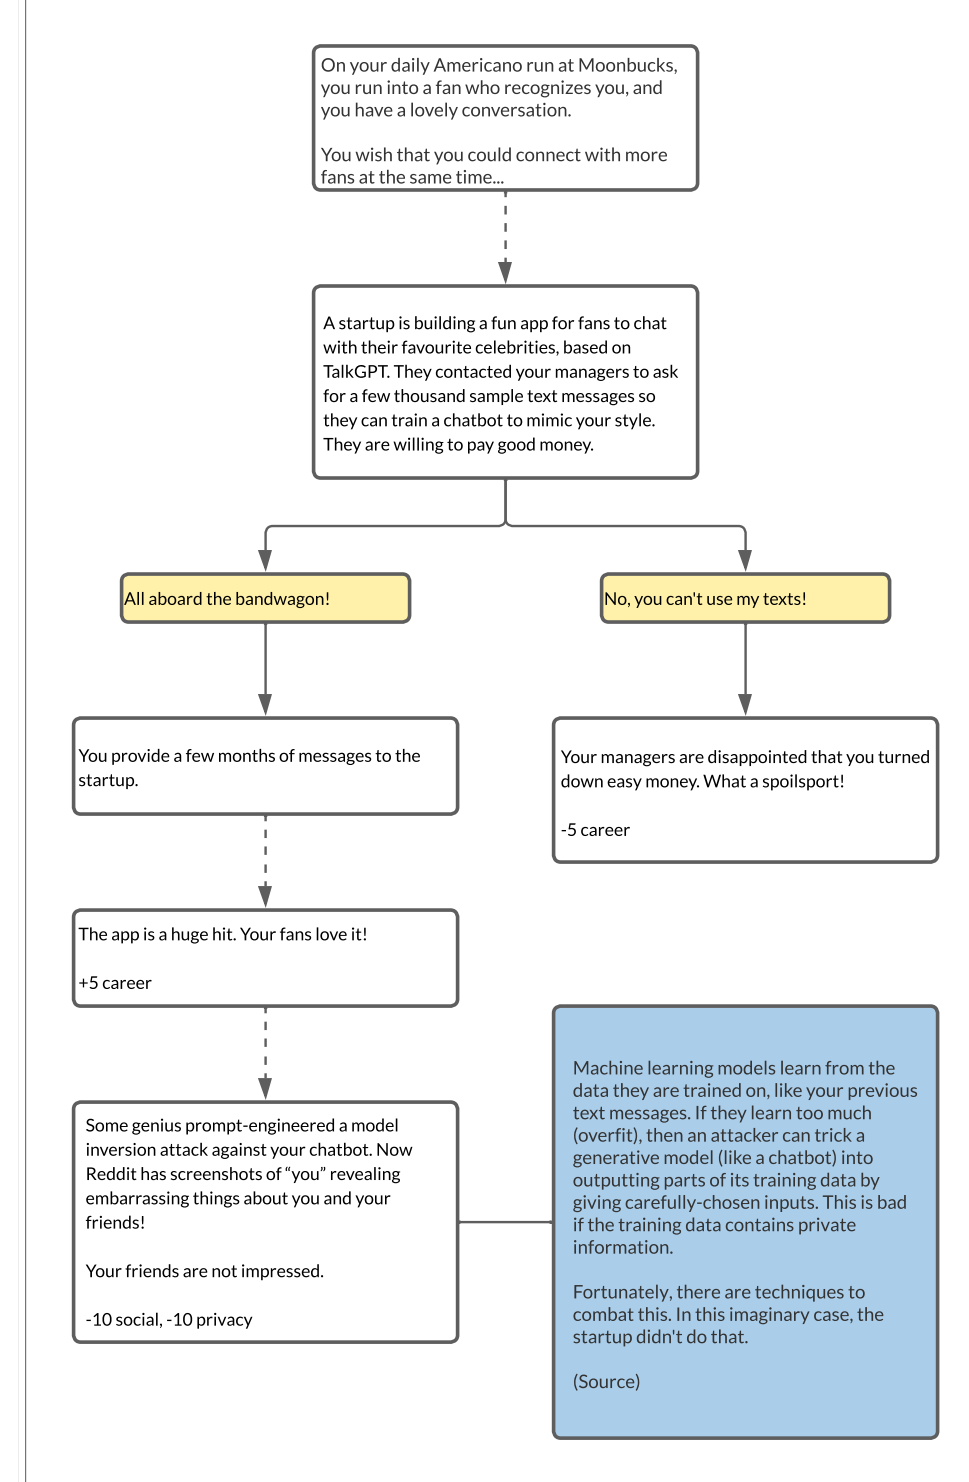 On your daily Americano run at Moonbucks,
you run into a fan who recognizes you, and
you have a lovely conversation.
You wish that you could connect with more
fans at the same time...
A startup is building a fun app for fans to chat
with their favourite celebrities, based on
TalkGPT. They contacted your managers to ask
for a few thousand sample text messages so
they can train a chatbot to mimic your style.
They are willing to pay good money.
All aboard the bandwagon!
No, you can't use my texts!
You provide a few months of messages to the
startup.
Your managers are disappointed that you turned
down easy money. What a spoilsport!
-5 career
The app is a huge hit. Your fans love it!
+5 career
Some genius prompt-engineered a model
inversion attack against your chatbot. Now
Reddit has screenshots of “you” revealing
embarrassing things about you and your
friends!
Your friends are not impressed.
-10 social, -10 privacy
Machine learning models learn from the
data they are trained on, like your previous
text messages. If they learn too much
(overfit), then an attacker can trick a
generative model (like a chatbot) into
outputting parts of its training data by
giving carefully-chosen inputs. This is bad
if the training data contains private
information.
Fortunately, there are techniques to
combat this. In this imaginary case, the
startup didn't do that.
(Source)